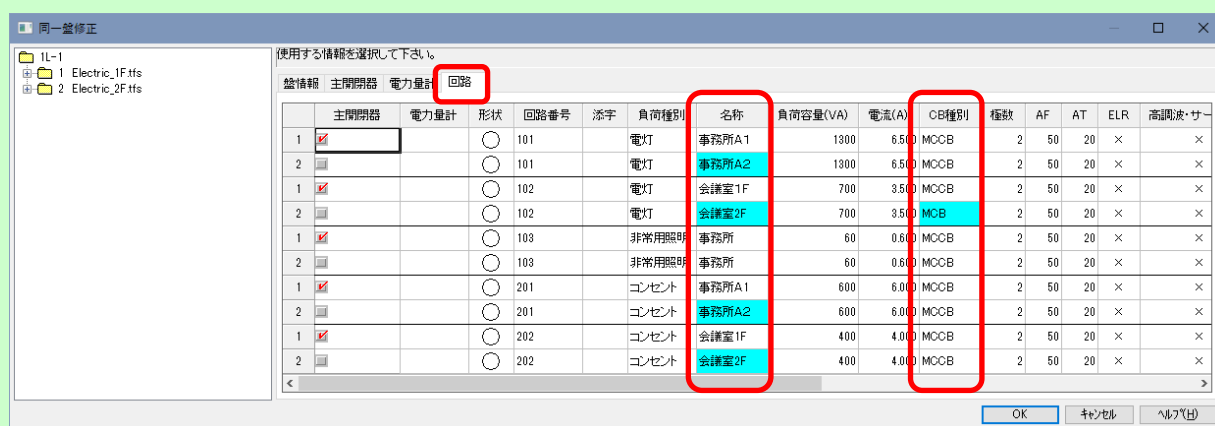 同一盤修正
1L-1
1 Electric_1F.tfs
2 Electric_2F.tfs
使用する情報を選択して下さい。
盤情報 主開閉器 電力量計 回路
主開閉器 電力量計 形状 回路番号 添字 負荷種別 名称 負荷容量(VA) 電流(A) CB種別 極数 AF AT ELR 高調波・サー
1 101 電灯 事務所A1 1300 6.500 MCCB 2 50 20 ×  ×
2 101 電灯 事務所A2 1300 6.500 MCCB 2 50 20 ×  ×
1 102 電灯 会議室1F 700 3.500 MCCB 2 50 20 ×  ×
2 102 電灯 会議室2F 700 3.500 MCB 2 50 20 ×  ×
1 103 非常用照明 事務所 60 0.600 MCCB 2 50 20 ×  ×
2 103 非常用照明 事務所 60 0.600 MCCB 2 50 20 ×  ×
1 201 コンセント 事務所A1 600 6.000 MCCB 2 50 20 ×  ×
2 201 コンセント 事務所A2 600 6.000 MCCB 2 50 20 ×  ×
1 202 コンセント 会議室1F 400 4.000 MCCB 2 50 20 ×  ×
2 202 コンセント 会議室2F 400 4.000 MCCB 2 50 20 ×  ×
OK キャンセル ヘルプ(H)